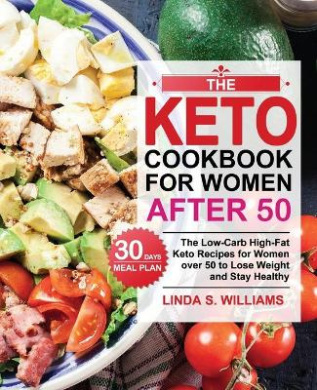 THE
KETO
COOKBOOK
FOR WOMEN
AFTER 50
30 DAYS
MEAL PLAN
The Low-Carb High-Fat
Keto Recipes for Women
over 50 to Lose Weight
and Stay Healthy
LINDA S. WILLIAMS